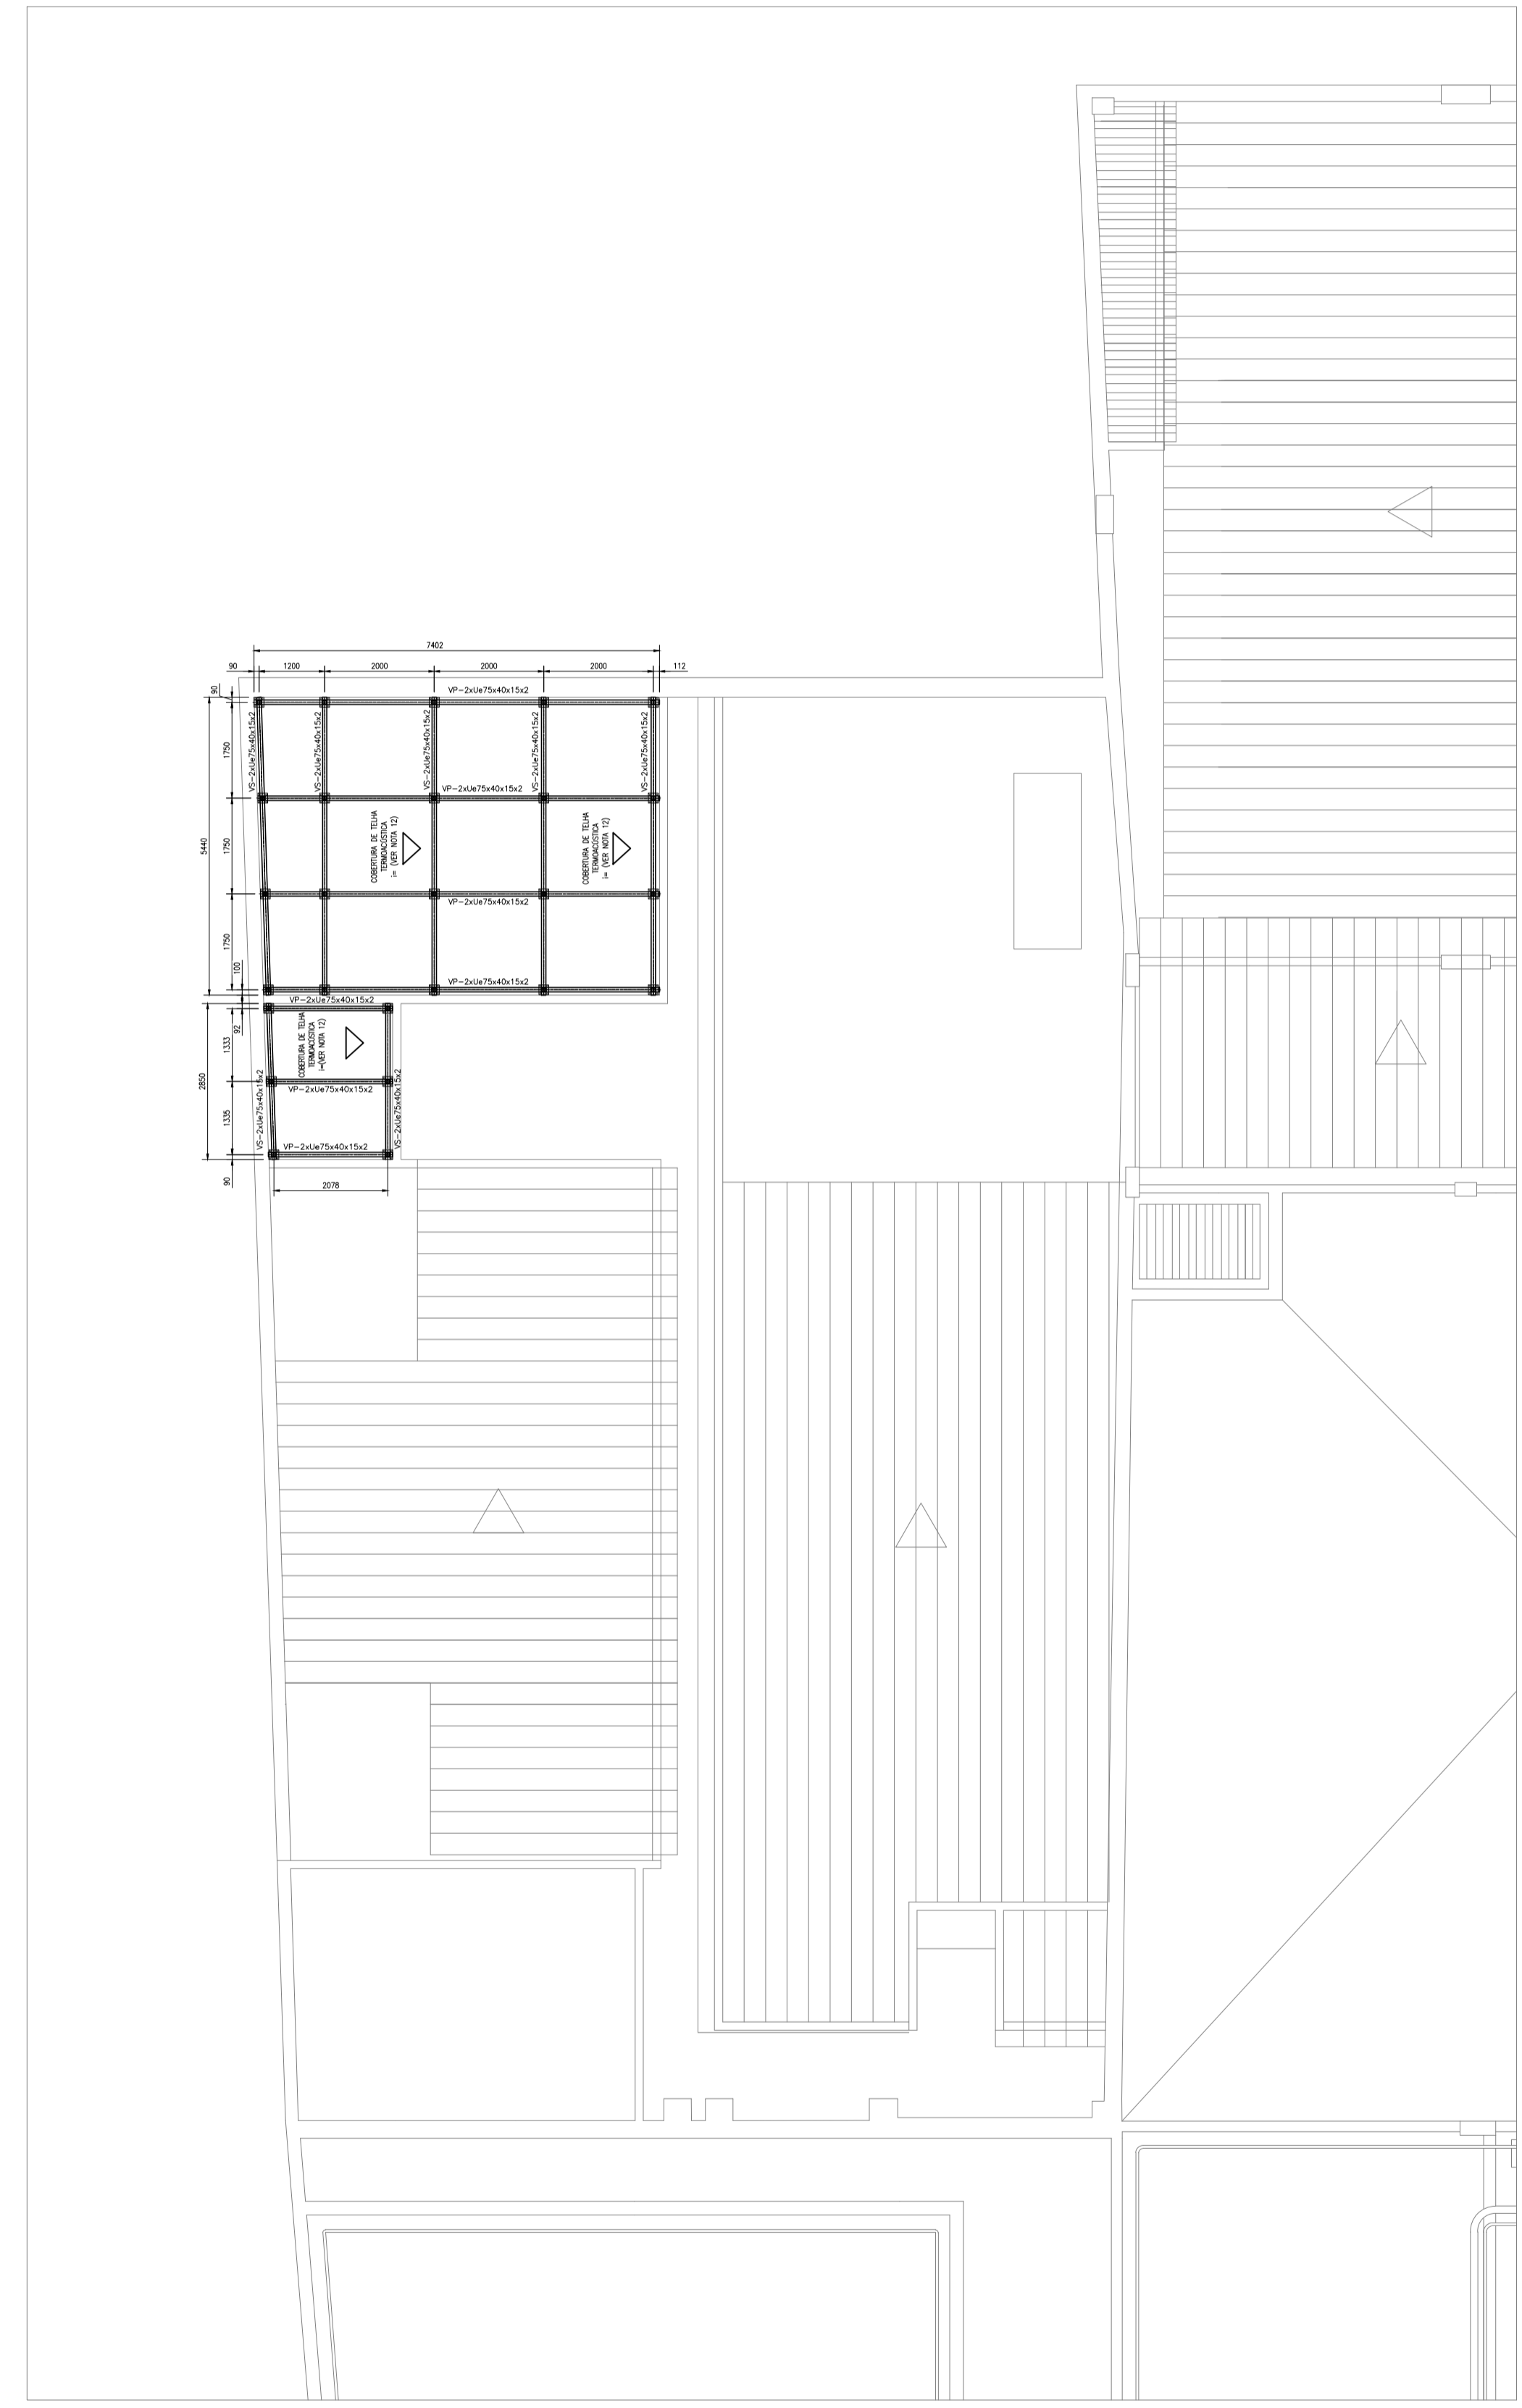 7402
90
1200
2000
2000
2000
112
90
VP-2xUe75x40x15x2
VS-2xUe75x40x15x2
VS-2xUe75x40x15x2
VS-2xUe75x40x15x2
VS-2xUe75x40x15x2
VS-2xUe75x40x15x2
1750
VP-2xUe75x40x15x2
5440
1750
COBERTURA DE TELHA
TERMOACÚSTICA
i= (VER NOTA 12)
COBERTURA DE TELHA
TERMOACÚSTICA
i= (VER NOTA 12)
VP-2xUe75x40x15x2
1750
100
VP-2xUe75x40x15x2
VP-2xUe75x40x15x2
92
1333
COBERTURA DE TELHA
TERMOACÚSTICA
i=(VER NOTA 12)
2850
VP-2xUe75x40x15x2
VS-2xUe75x40x15x2
VS-2xUe75x40x15x2
1335
VP-2xUe75x40x15x2
90
2078